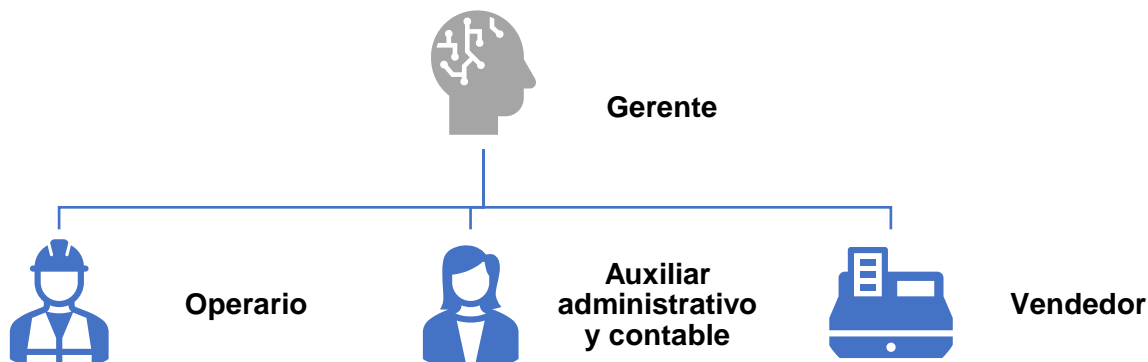 Gerente
Operario
Auxiliar
administrativo
y contable
Vendedor